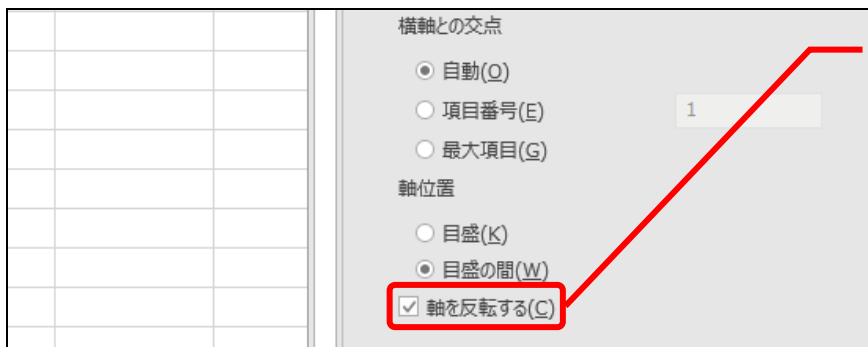 横軸との交点
自動(O)
項目番号(E)
1
最大項目(G)
軸位置
目盛(K)
目盛の間(W)
軸を反転する(C)